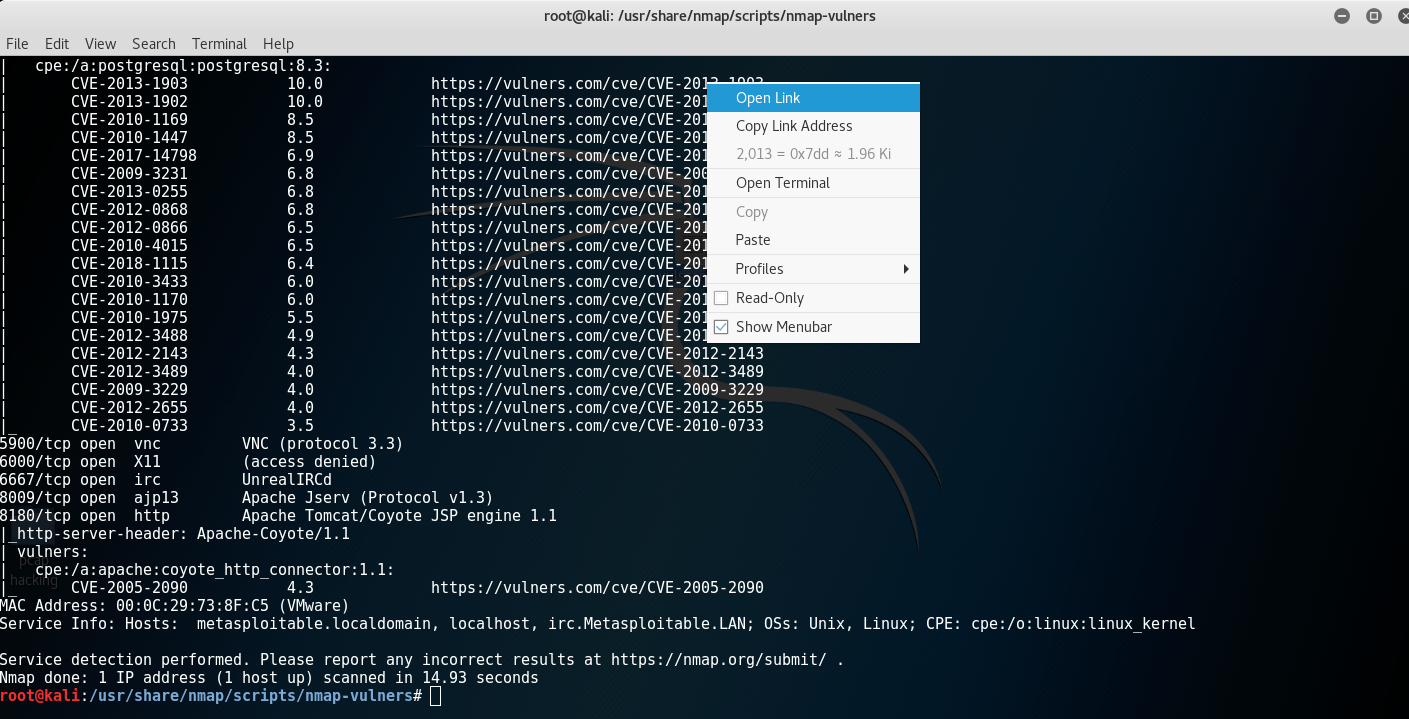 root@kali: /usr/share/nmap/scripts/nmap-vulners
File Edit View Search Terminal Help
| cpe:/a:postgresql:postgresql:8.3:
| CVE-2013-1903 10.0 https://vulners.com/cve/CVE-2013-1903
| CVE-2013-1902 10.0 https://vulners.com/cve/CVE-201
| CVE-2010-1169 8.5 https://vulners.com/cve/CVE-201
| CVE-2010-1447 8.5 https://vulners.com/cve/CVE-201
| CVE-2017-14798 6.9 https://vulners.com/cve/CVE-201
| CVE-2009-3231 6.8 https://vulners.com/cve/CVE-200
| CVE-2013-0255 6.8 https://vulners.com/cve/CVE-201
| CVE-2012-0868 6.8 https://vulners.com/cve/CVE-201
| CVE-2012-0866 6.5 https://vulners.com/cve/CVE-201
| CVE-2010-4015 6.5 https://vulners.com/cve/CVE-201
| CVE-2018-1115 6.4 https://vulners.com/cve/CVE-201
| CVE-2010-3433 6.0 https://vulners.com/cve/CVE-201
| CVE-2010-1170 6.0 https://vulners.com/cve/CVE-201
| CVE-2010-1975 5.5 https://vulners.com/cve/CVE-201
| CVE-2012-3488 4.9 https://vulners.com/cve/CVE-201
| CVE-2012-2143 4.3 https://vulners.com/cve/CVE-2012-2143
| CVE-2012-3489 4.0 https://vulners.com/cve/CVE-2012-3489
| CVE-2009-3229 4.0 https://vulners.com/cve/CVE-2009-3229
| CVE-2012-2655 4.0 https://vulners.com/cve/CVE-2012-2655
|_ CVE-2010-0733 3.5 https://vulners.com/cve/CVE-2010-0733
Open Link
Copy Link Address
2,013 = 0x7dd ≈ 1.96 Ki
Open Terminal
Copy
Paste
Profiles
Read-Only
Show Menubar
5900/tcp open vnc VNC (protocol 3.3)
6000/tcp open X11 (access denied)
6667/tcp open irc UnrealIRCd
8009/tcp open ajp13 Apache Jserv (Protocol v1.3)
8180/tcp open http Apache Tomcat/Coyote JSP engine 1.1
|_http-server-header: Apache-Coyote/1.1
| vulners:
pcap
| cpe:/a:apache:coyote_http_connector:1.1:
hacking
|_ CVE-2005-2090 4.3 https://vulners.com/cve/CVE-2005-2090
MAC Address: 00:0C:29:73:8F:C5 (VMware)
Service Info: Hosts: metasploitable.localdomain, localhost, irc.Metasploitable.LAN; OSs: Unix, Linux; CPE: cpe:/o:linux:linux_kernel
Service detection performed. Please report any incorrect results at https://nmap.org/submit/ .
Nmap done: 1 IP address (1 host up) scanned in 14.93 seconds
root@kali:/usr/share/nmap/scripts/nmap-vulners#